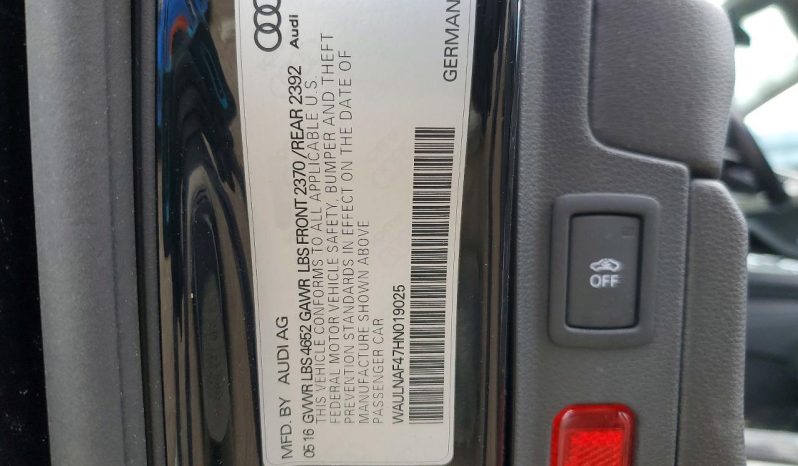 MFD. BY AUDI AG
Audi
05 16 GVWR LBS 4652 GAWR LBS FRONT 2370/REAR 2392
THIS VEHICLE CONFORMS TO ALL APPLICABLE U.S.
FEDERAL MOTOR VEHICLE SAFETY, BUMPER AND THEFT
PREVENTION STANDARDS IN EFFECT ON THE DATE OF
MANUFACTURE SHOWN ABOVE
PASSENGER CAR
WAULNAF47HN019025
GERMAN
OFF